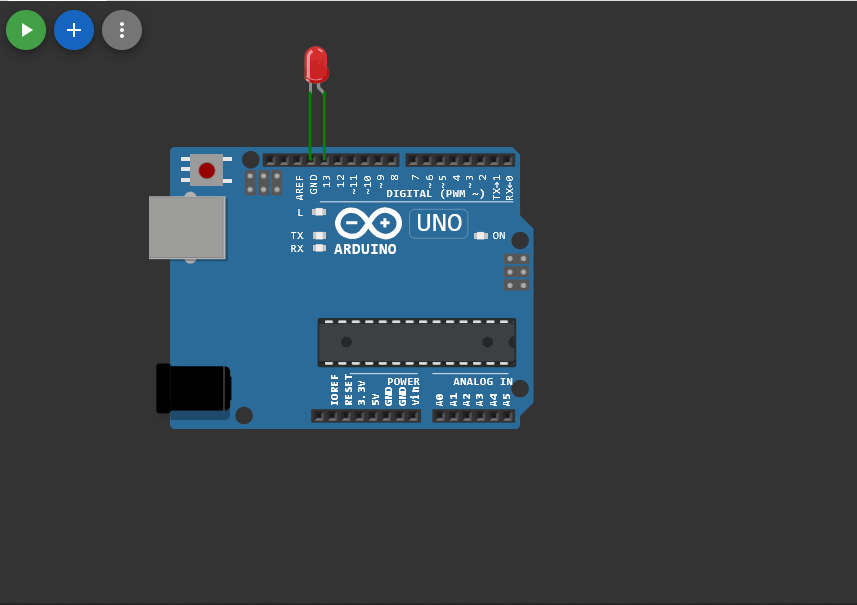 AREF
GND
13
12
~11
~10
~9
8
7
~6
~5
4
~3
2
TX→1
RX←0
DIGITAL (PWM ~)
L
TX
RX
UNO
ON
ARDUINO
POWER
ANALOG IN
IOREF
RESET
3.3V
5V
GND
GND
Vin
A0
A1
A2
A3
A4
A5